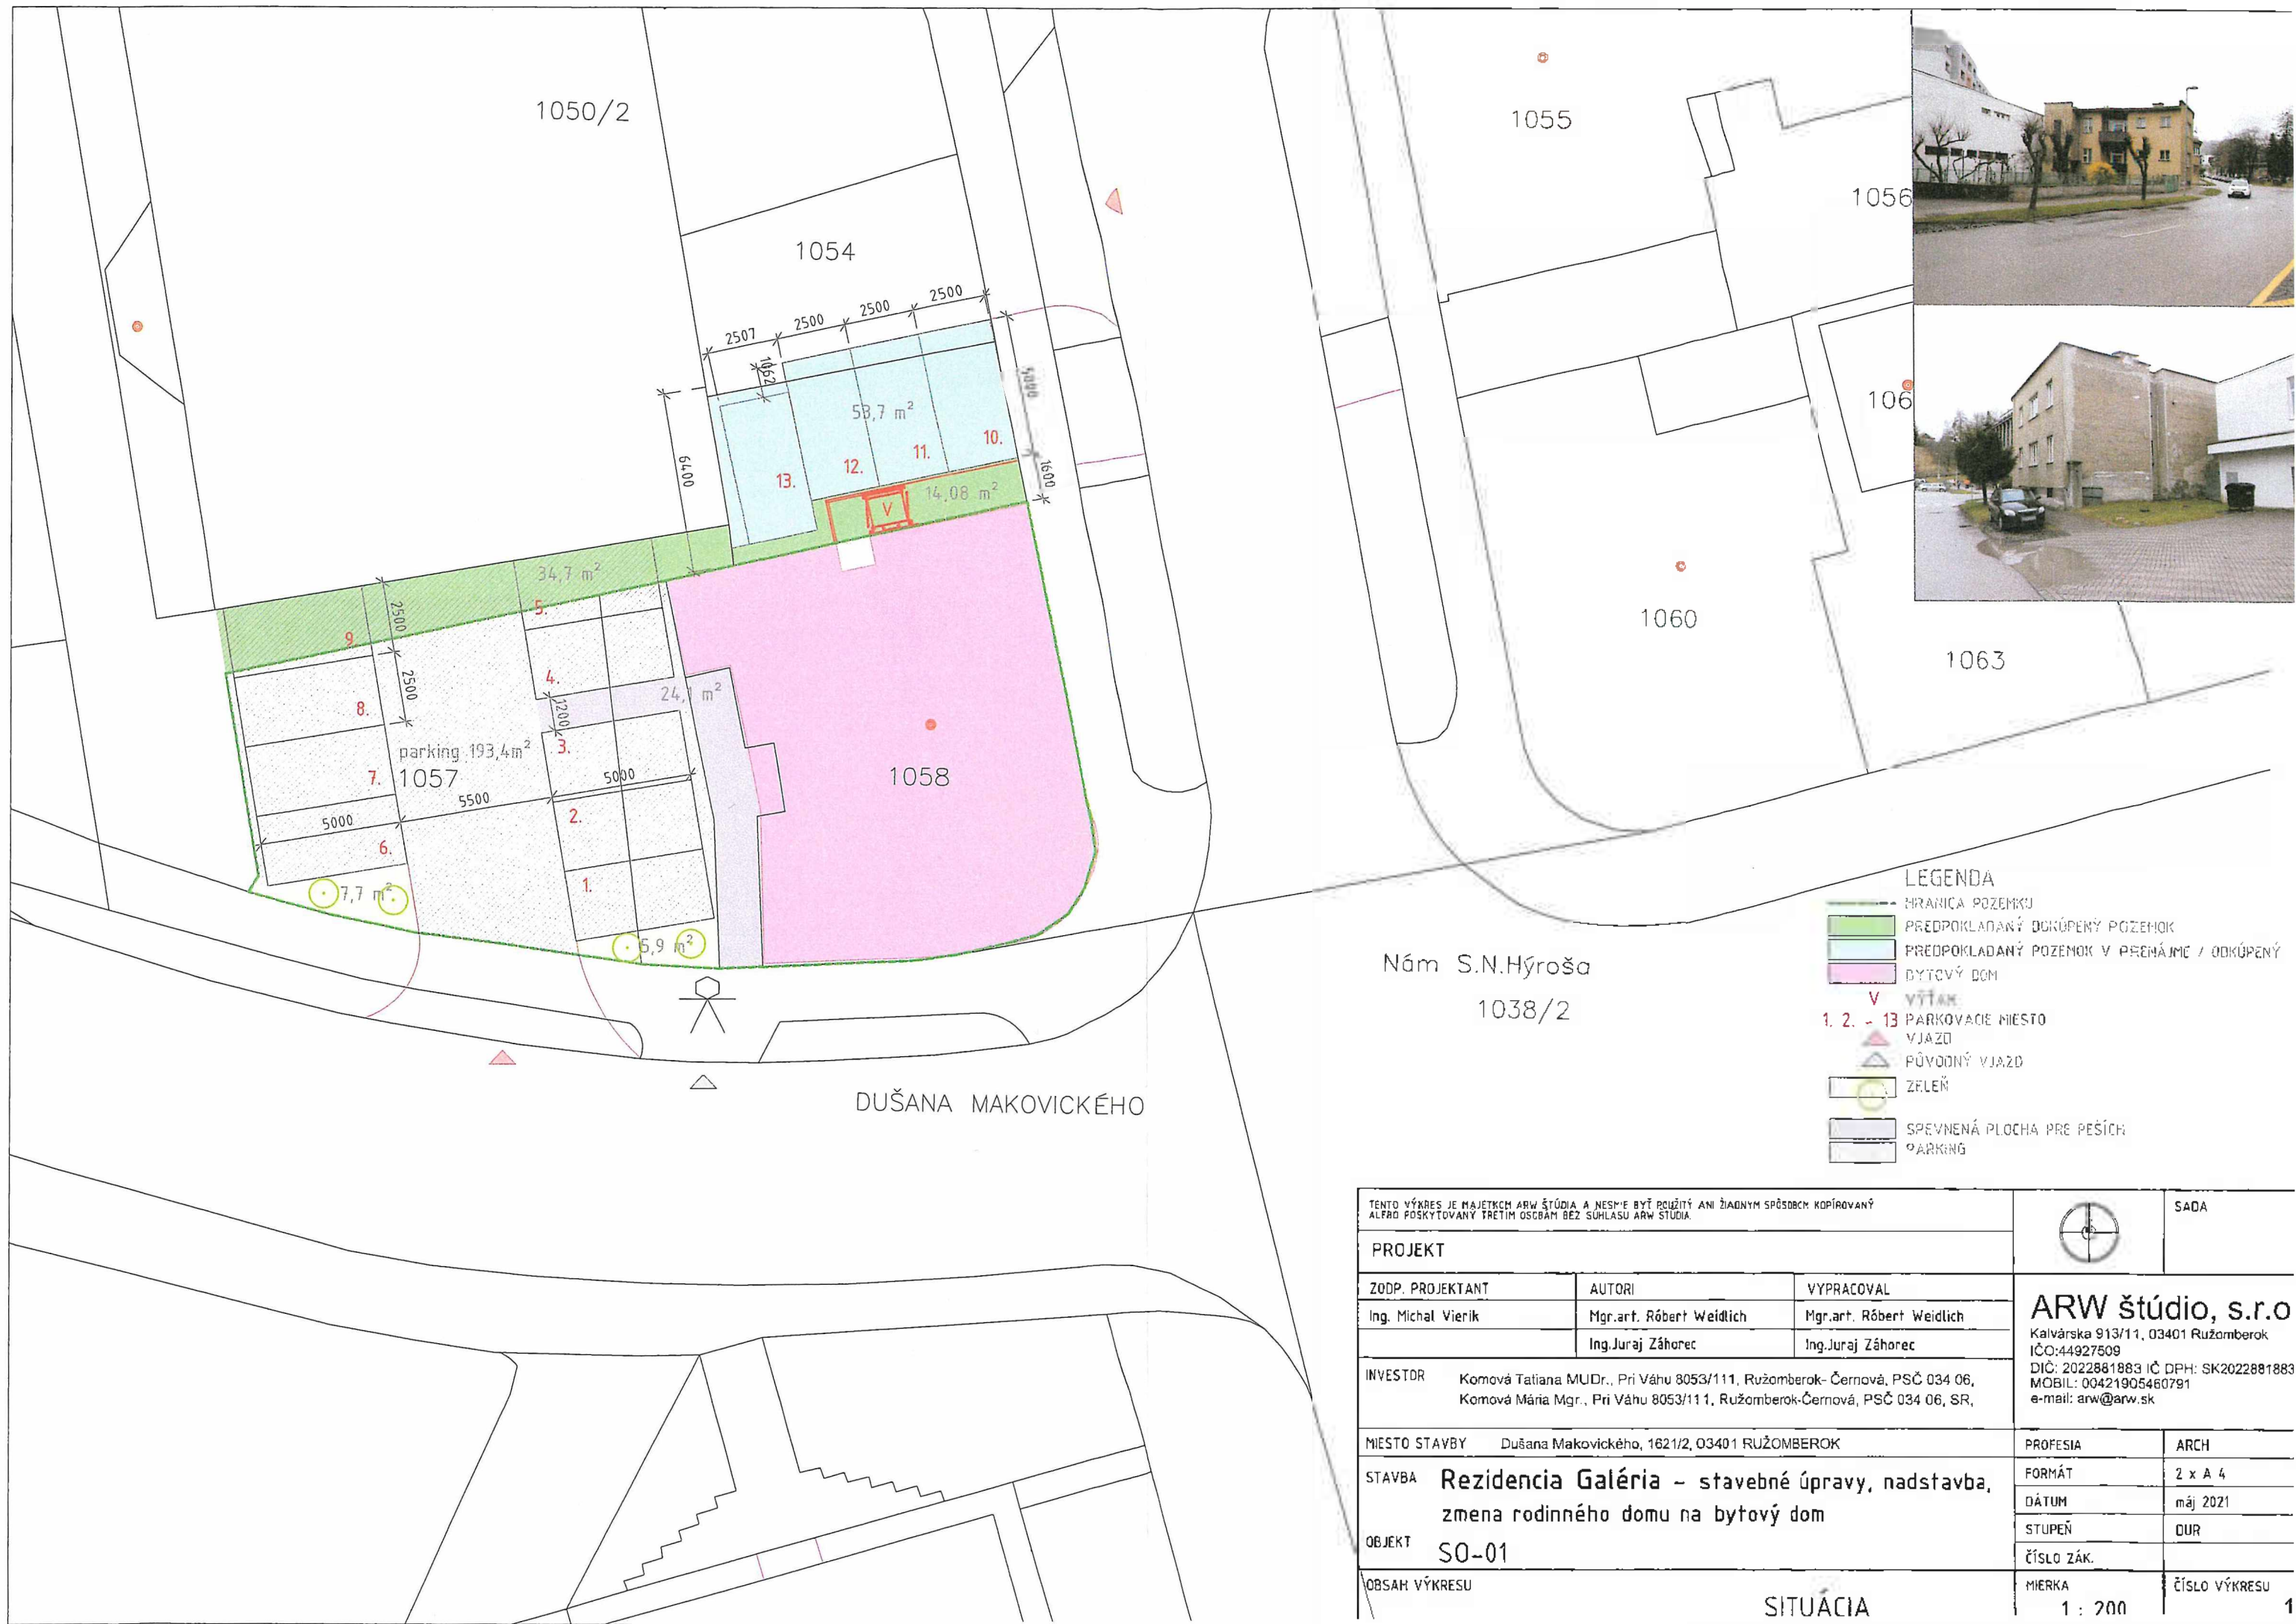 1050/2
1055
1056
1054
2507
2500
2500
2500
1062
5000
53,7 m²
106
6400
10.
11.
12.
13.
1600
14,08 m²
V
34,7 m²
2500
5.
9.
1060
1063
2500
4.
24,1 m²
8.
1200
3.
parking 193,4m²
1057
7.
5000
1058
5500
2.
5000
6.
1.
7,7 m²
5,9 m²
Nám S.N.Hýroša
1038/2
DUŠANA MAKOVICKÉHO
LEGENDA
HRANICA POZEMKU
PREDPOKLADANÝ ODKÚPENÝ POZEMOK
PREDPOKLADANÝ POZEMOK V PRENÁJME / ODKÚPENÝ
BYTOVÝ DOM
V VÝŤAH
1. 2. - 13 PARKOVACIE MIESTO
VJAZD
PÔVODNÝ VJAZD
ZELEŇ
SPEVNENÁ PLOCHA PRE PEŠÍCH
PARKING
TENTO VÝKRES JE MAJETKOM ARW ŠTÚDIA A NESMIE BYŤ POUŽITÝ ANI ŽIADNYM SPÔSOBOM KOPÍROVANÝ
ALEBO POSKYTOVANÝ TRETÍM OSOBÁM BEZ SÚHLASU ARW ŠTÚDIA.
SADA
PROJEKT
ZODP. PROJEKTANT AUTORI VYPRACOVAL
Ing. Michal Vierik Mgr.art. Róbert Weidlich Mgr.art. Róbert Weidlich
Ing.Juraj Záhorec Ing.Juraj Záhorec
ARW štúdio, s.r.o
Kalvárska 913/11, 03401 Ružomberok
IČO:44927509
DIČ: 2022881883 IČ DPH: SK2022881883
MOBIL: 00421905460791
e-mail: arw@arw.sk
INVESTOR Komová Tatiana MUDr., Pri Váhu 8053/111, Ružomberok- Černová, PSČ 034 06,
Komová Mária Mgr., Pri Váhu 8053/111, Ružomberok-Černová, PSČ 034 06, SR,
MIESTO STAVBY Dušana Makovického, 1621/2, 03401 RUŽOMBEROK
PROFESIA ARCH
STAVBA Rezidencia Galéria - stavebné úpravy, nadstavba,
zmena rodinného domu na bytový dom
FORMÁT 2 x A 4
DÁTUM máj 2021
STUPEŇ DUR
OBJEKT SO-01
ČÍSLO ZÁK.
OBSAH VÝKRESU
SITUÁCIA
MIERKA
1 : 200
ČÍSLO VÝKRESU
1